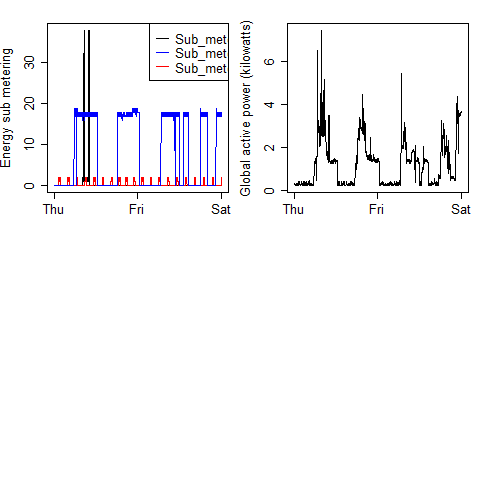 Energy sub metering
0
10
20
30
Thu
Fri
Sat
Sub_met
Sub_met
Sub_met
Global active power (kilowatts)
0
2
4
6
Thu
Fri
Sat